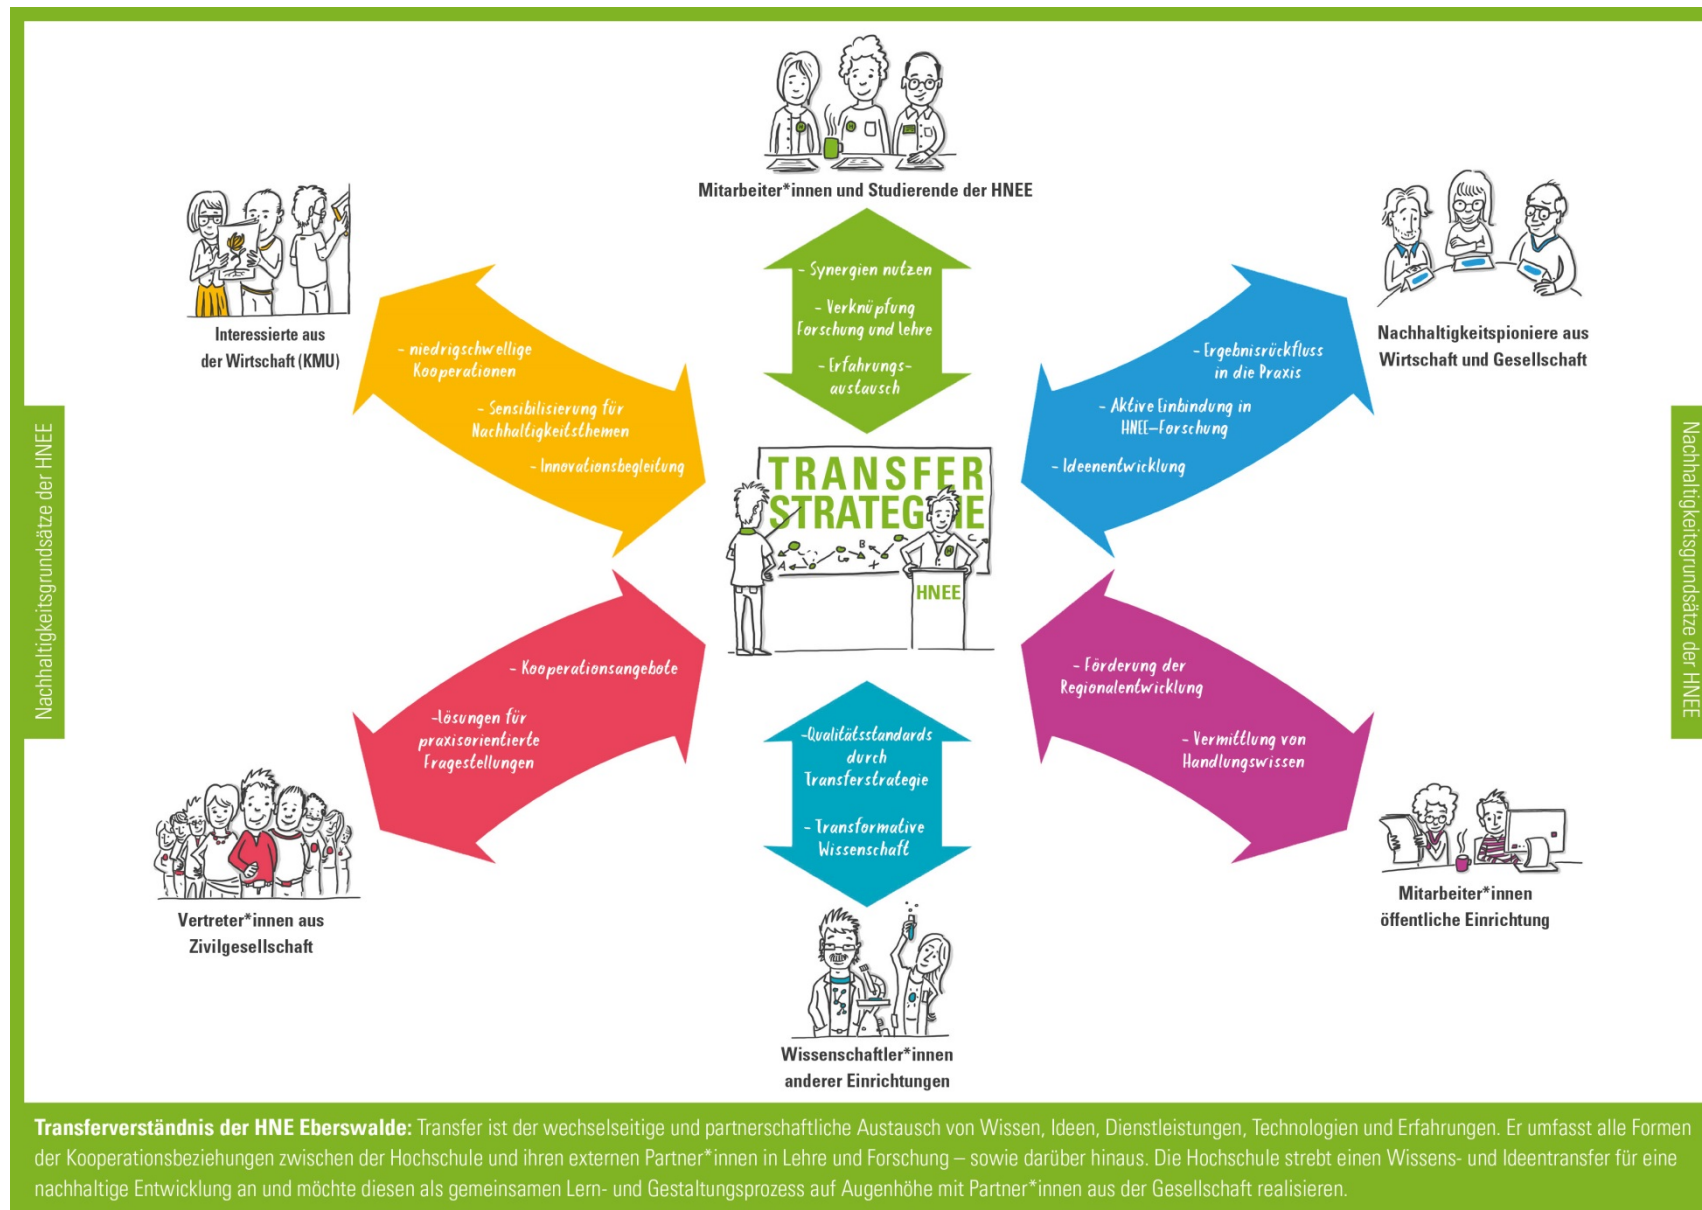 Mitarbeiter*innen und Studierende der HNEE
- Synergien nutzen
- Verknüpfung
Forschung und Lehre
- Erfahrungs-
austausch
Interessierte aus
der Wirtschaft (KMU)
- niedrigschwellige
Kooperationen
- Sensibilisierung für
Nachhaltigkeitsthemen
- Innovationsbegleitung
Nachhaltigkeitspioniere aus
Wirtschaft und Gesellschaft
- Ergebnisrückfluss
in die Praxis
- Aktive Einbindung in
HNEE-Forschung
- Ideenentwicklung
Nachhaltigkeitsgrundsätze der HNEE
TRANSFER
STRATEGIE
A
B
C
X
C
HNEE
Nachhaltigkeitsgrundsätze der HNEE
- Kooperationsangebote
-Lösungen für
praxisorientierte
Fragestellungen
Vertreter*innen aus
Zivilgesellschaft
-Qualitätsstandards
durch
Transferstrategie
- Transformative
Wissenschaft
Wissenschaftler*innen
anderer Einrichtungen
- Förderung der
Regionalentwicklung
- Vermittlung von
Handlungswissen
Mitarbeiter*innen
öffentliche Einrichtung
Transferverständnis der HNE Eberswalde: Transfer ist der wechselseitige und partnerschaftliche Austausch von Wissen, Ideen, Dienstleistungen, Technologien und Erfahrungen. Er umfasst alle Formen
der Kooperationsbeziehungen zwischen der Hochschule und ihren externen Partner*innen in Lehre und Forschung – sowie darüber hinaus. Die Hochschule strebt einen Wissens- und Ideentransfer für eine
nachhaltige Entwicklung an und möchte diesen als gemeinsamen Lern- und Gestaltungsprozess auf Augenhöhe mit Partner*innen aus der Gesellschaft realisieren.